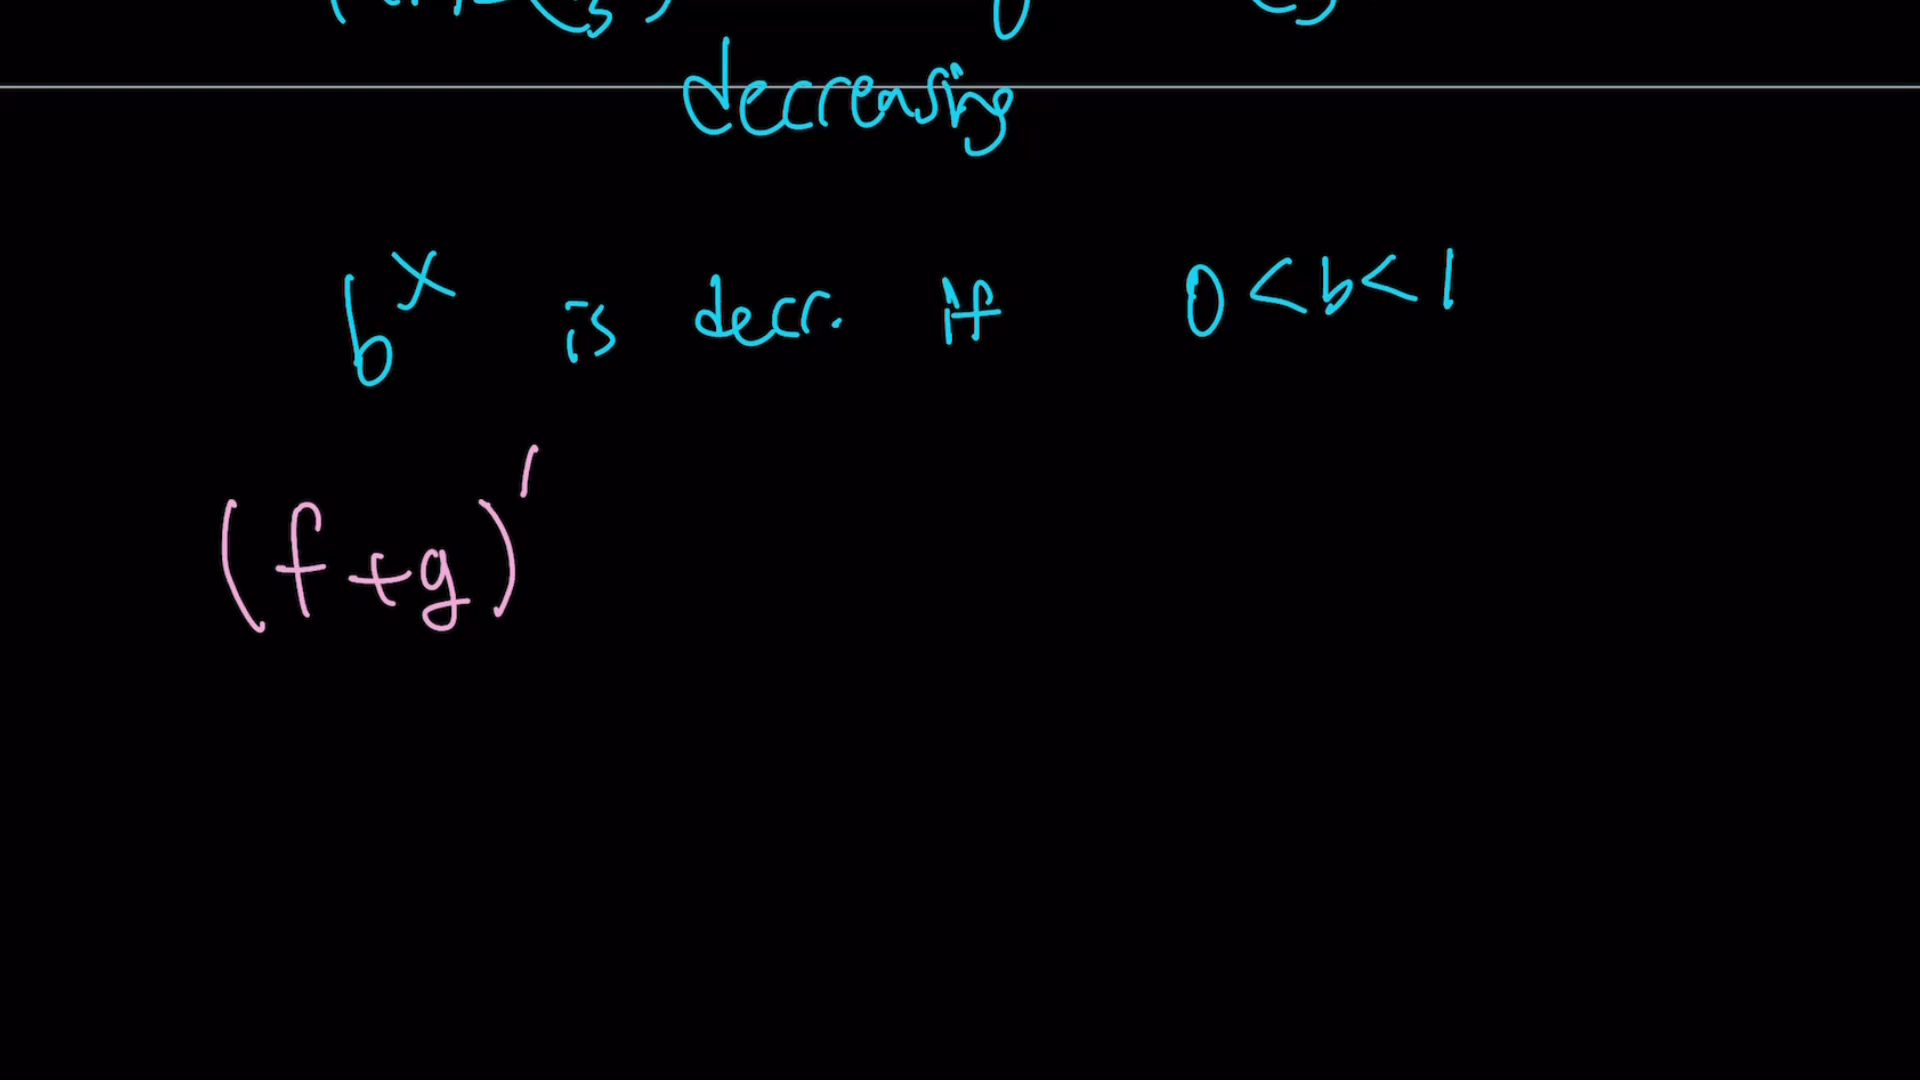 decreasing
b^x is decr. if 0<b<1
(f+g)'